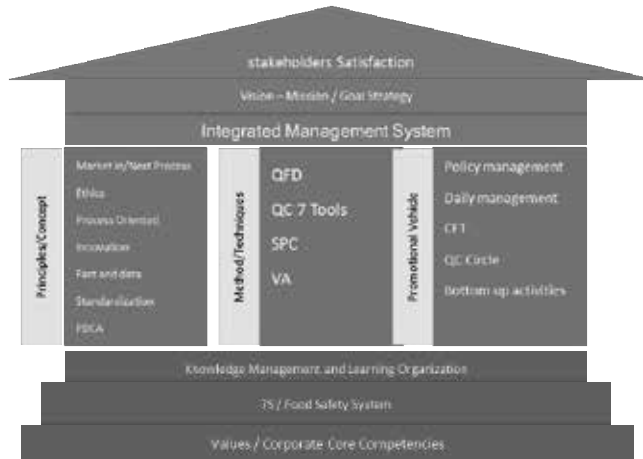 stakeholders Satisfaction
Vision – Mission / Goal Strategy
Integrated Management System
Principles/Concept
Market in/Next Process
Ethics
Process Oriented
Innovation
Fact and data
Standardization
PDCA
Method/Techniques
QFD
QC 7 Tools
SPC
VA
Promotional Vehicle
Policy management
Daily management
CFT
QC Circle
Bottom up activities
Knowledge Management and Learning Organization
7S / Food Safety System
Values / Corporate Core Competencies